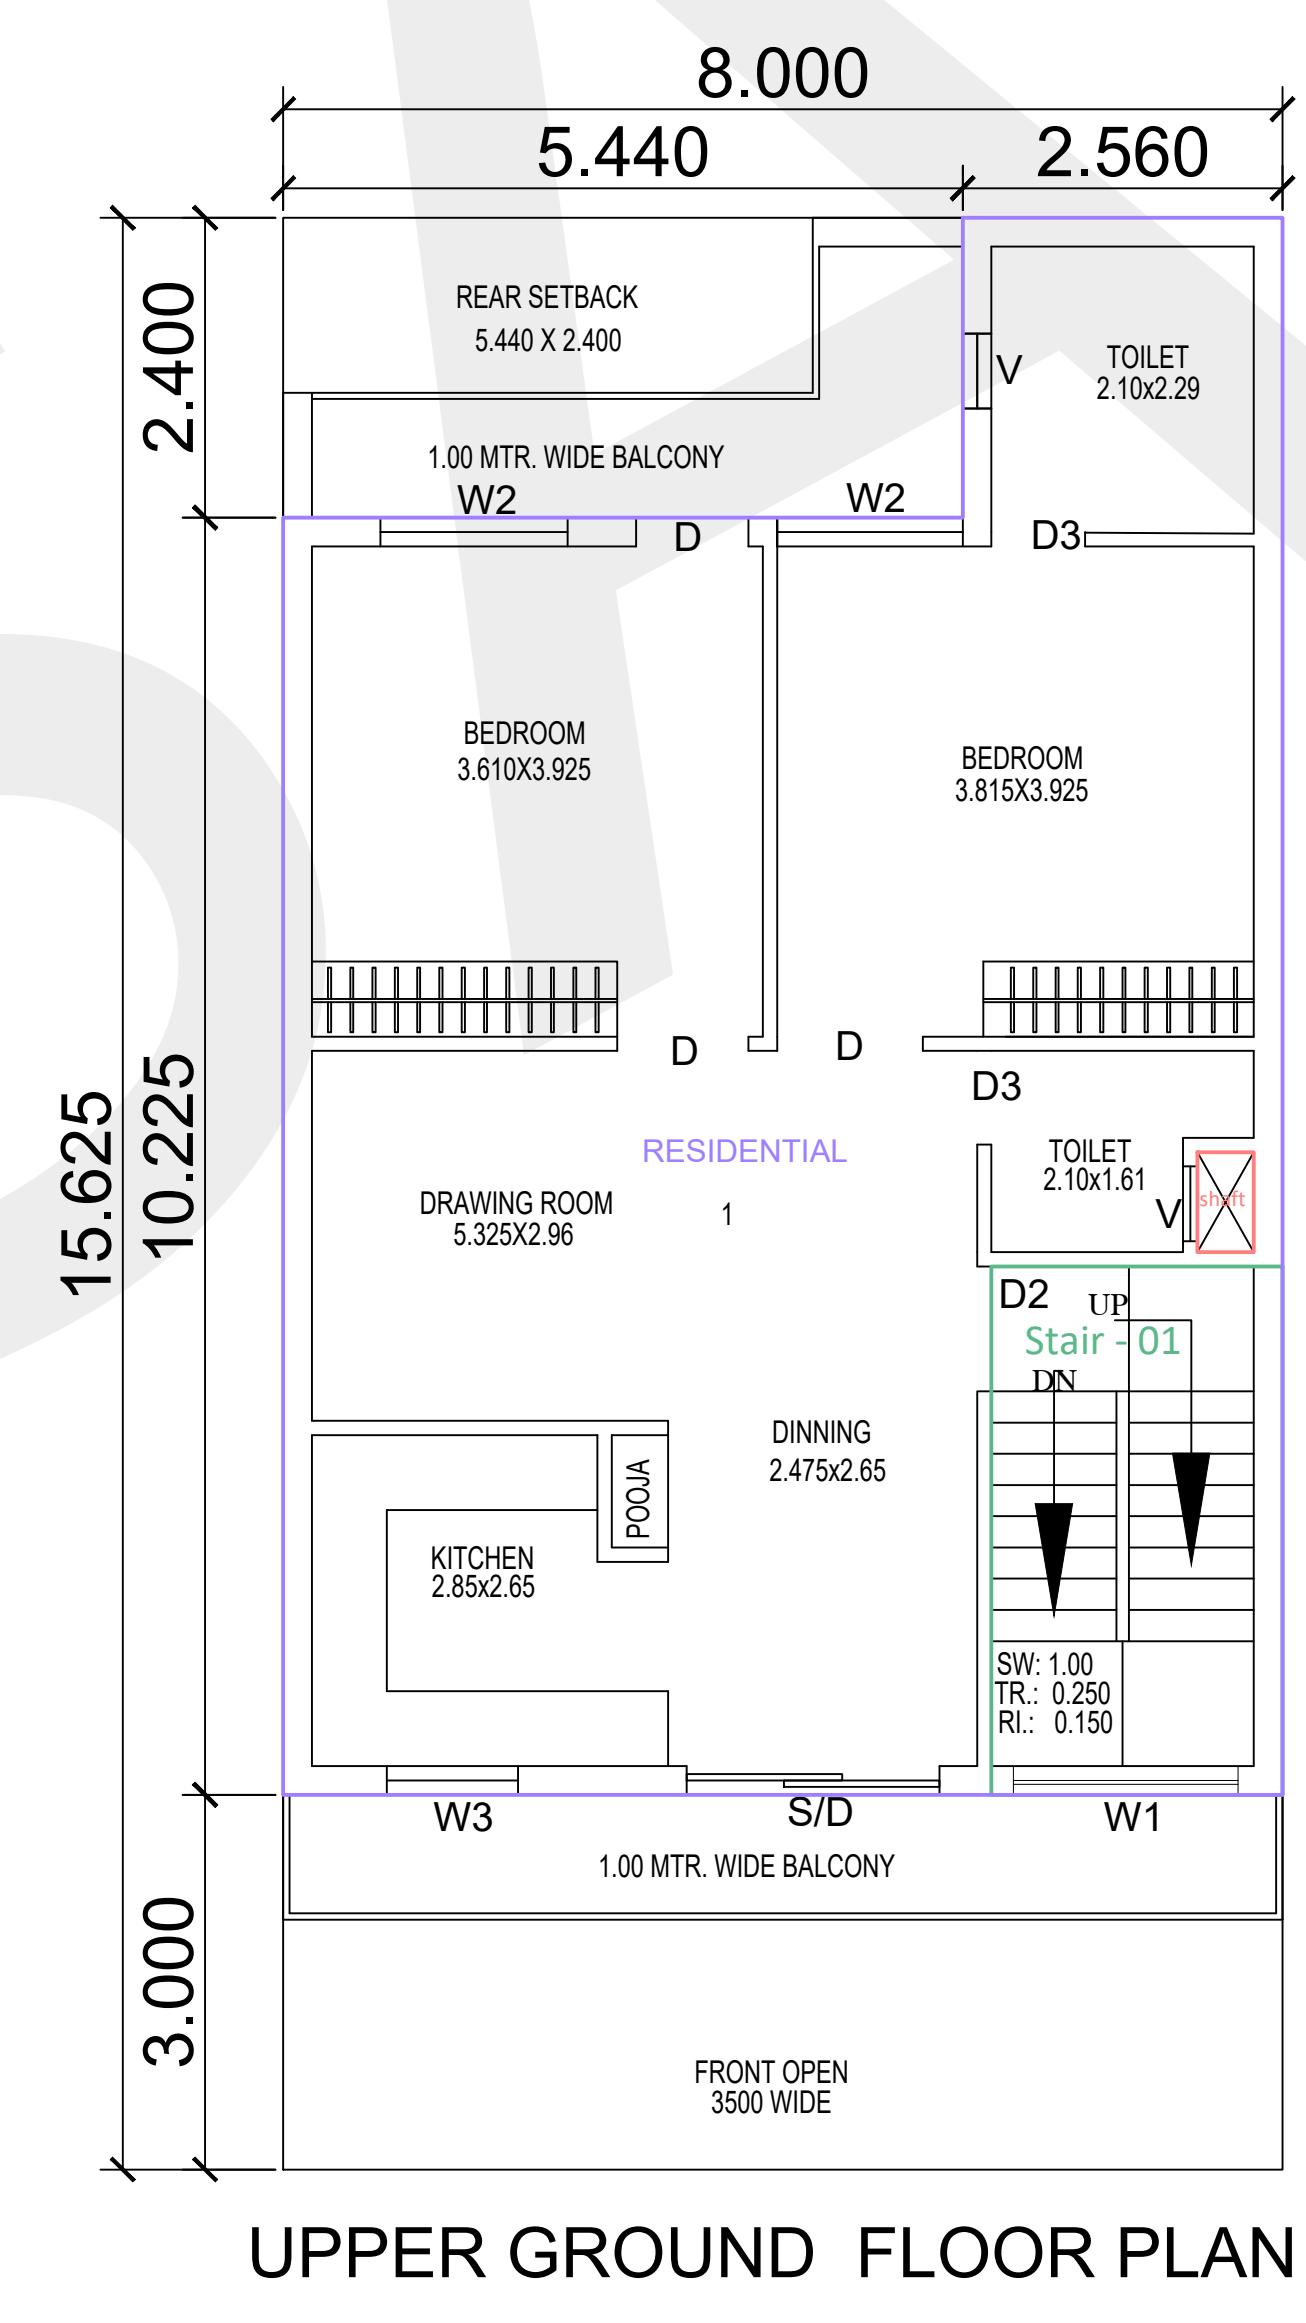 8.000
5.440
2.560
2.400
REAR SETBACK
5.440 X 2.400
V
TOILET
2.10x2.29
1.00 MTR. WIDE BALCONY
W2
W2
D
D3
BEDROOM
3.610X3.925
BEDROOM
3.815X3.925
D
D
D3
15.625
10.225
RESIDENTIAL
1
DRAWING ROOM
5.325X2.96
TOILET
2.10x1.61
V
shaft
D2
UP
Stair - 01
DN
DINNING
2.475x2.65
POOJA
KITCHEN
2.85x2.65
SW: 1.00
TR.: 0.250
RI.: 0.150
W3
S/D
W1
1.00 MTR. WIDE BALCONY
3.000
FRONT OPEN
3500 WIDE
UPPER GROUND FLOOR PLAN